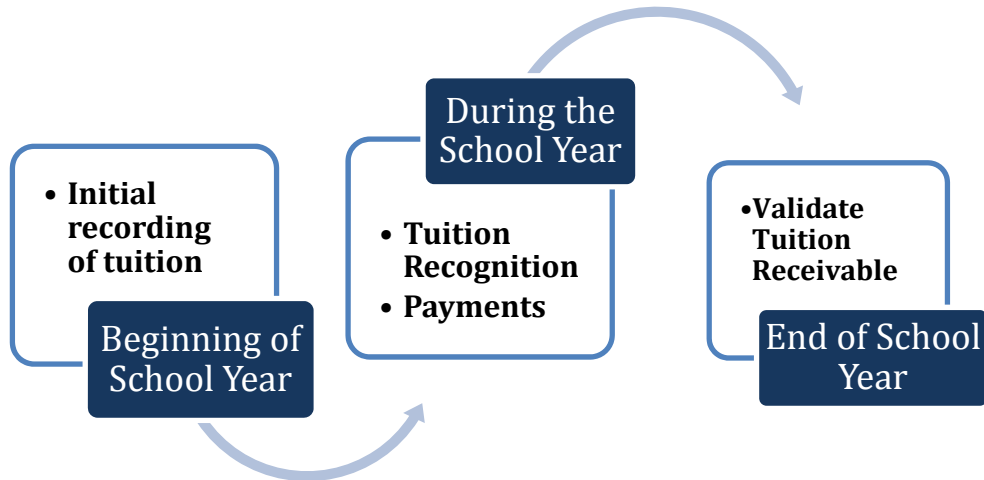 • Initial
recording
of tuition
Beginning of
School Year
During the
School Year
• Tuition
Recognition
• Payments
•Validate
Tuition
Receivable
End of School
Year